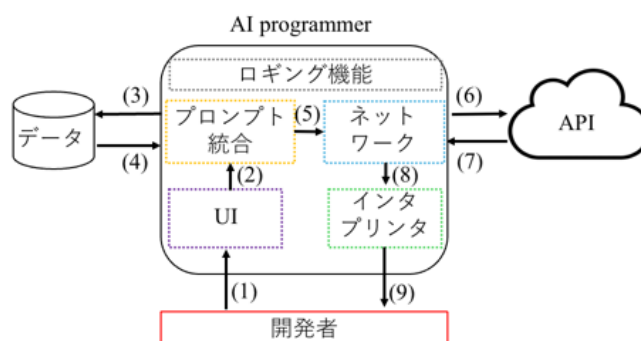 AI programmer
ロギング機能
(3)
プロンプト
統合
(5)
ネット
ワーク
(6)
データ
API
(4)
(7)
(2)
(8)
UI
インタ
プリンタ
(1)
(9)
開発者